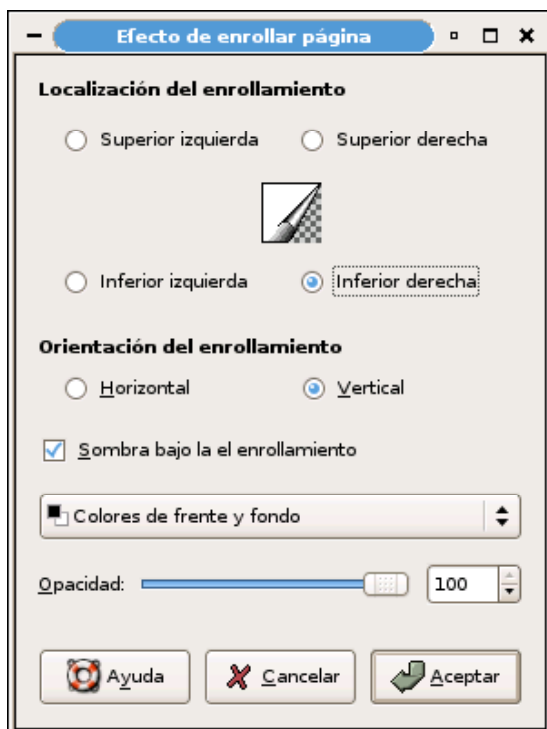 Efecto de enrollar página
Localización del enrollamiento
Superior izquierda Superior derecha
Inferior izquierda Inferior derecha
Orientación del enrollamiento
Horizontal Vertical
Sombra bajo la el enrollamiento
Colores de frente y fondo
Opacidad: 100
Ayuda Cancelar Aceptar